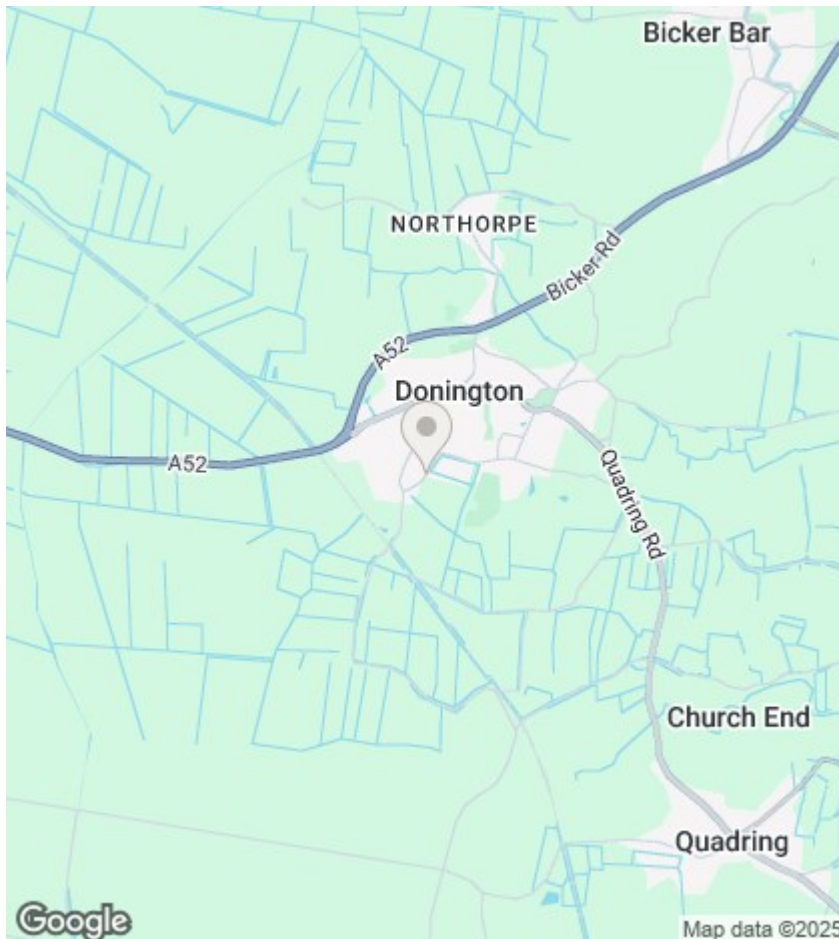 Bicker Bar
NORTHORPE
Bicker Rd
A52
Donington
A52
Quadring Rd
Church End
Quadring
Google
Map data ©2025